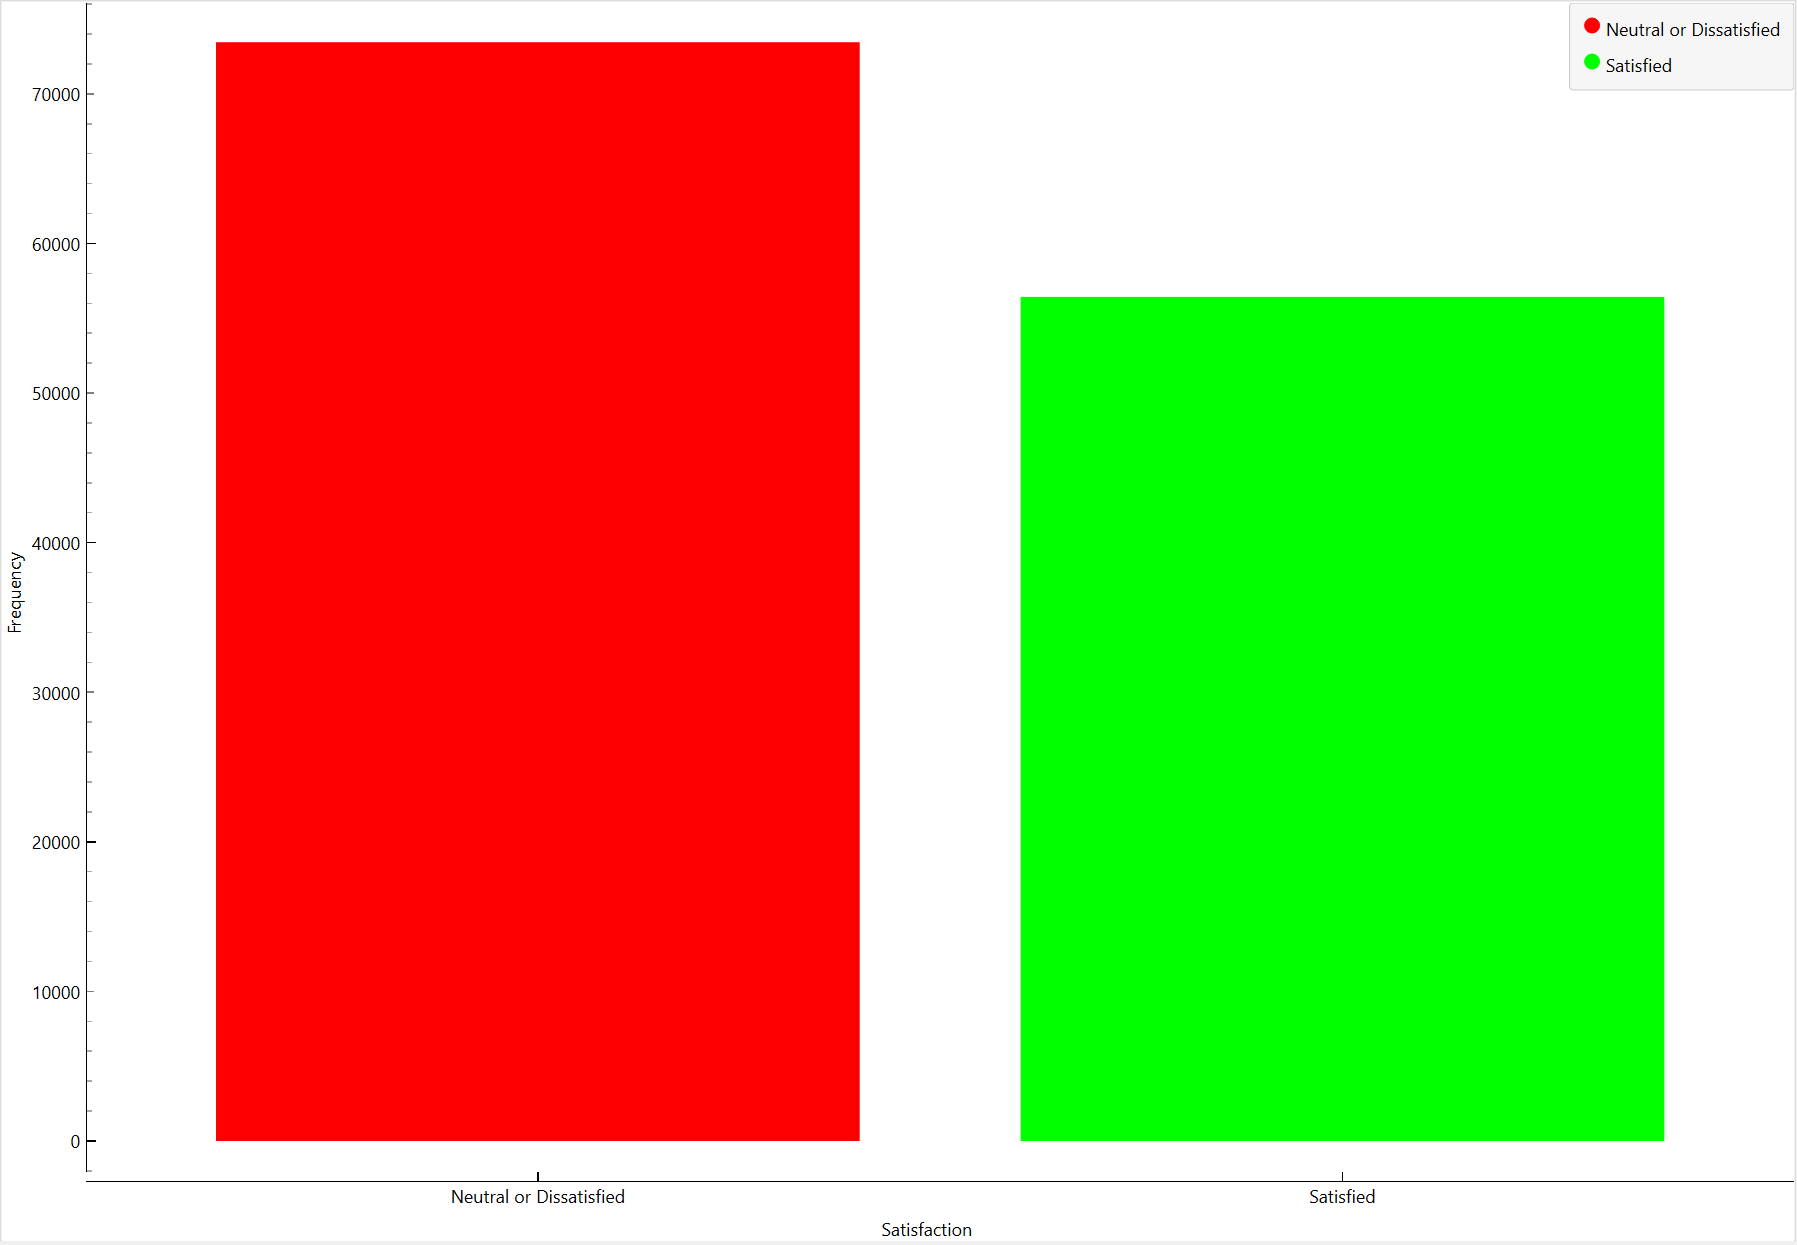 Neutral or Dissatisfied
Satisfied
70000
60000
50000
40000
30000
20000
10000
0
Frequency
Neutral or Dissatisfied
Satisfied
Satisfaction